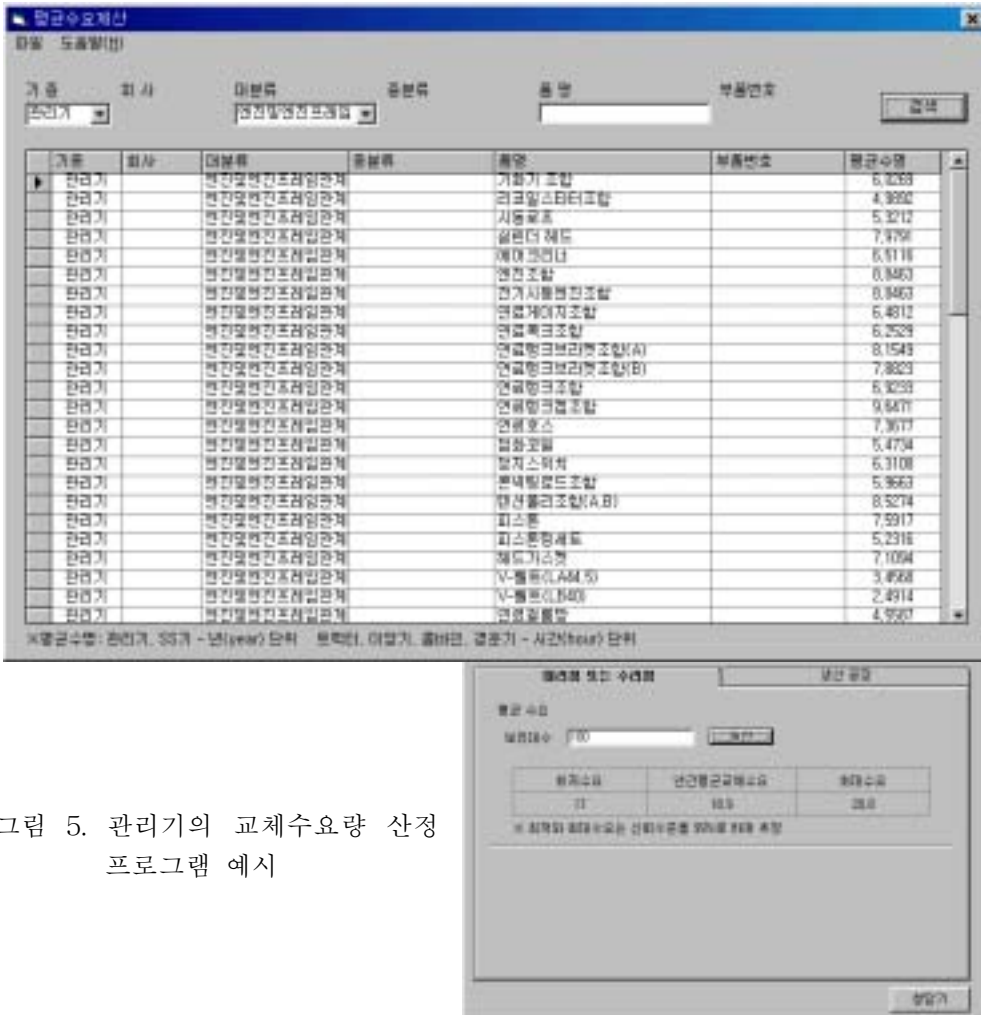 평균수요계산
파일 도움말(H)
기 종 회 사 대분류 중분류 품 명 부품번호
관리기 엔진및엔진프레임 검색
기종 회사 대분류 중분류 품명 부품번호 평균수명
관리기 엔진및엔진프레임관계 기화기 조합
관리기 엔진및엔진프레임관계 리코일스타터조합
관리기 엔진및엔진프레임관계 시동로프 5,3212
관리기 엔진및엔진프레임관계 실린더 헤드 7,9791
관리기 엔진및엔진프레임관계 에어크리너 6,5116
관리기 엔진및엔진프레임관계 엔진조합 8,8463
관리기 엔진및엔진프레임관계 전기시동엔진조합 8,8463
관리기 엔진및엔진프레임관계 연료게이지조합 6,4812
관리기 엔진및엔진프레임관계 연료콕크조합 6,2529
관리기 엔진및엔진프레임관계 연료탱크브라켓조합(A) 8,1549
관리기 엔진및엔진프레임관계 연료탱크브라켓조합(B) 7,8823
관리기 엔진및엔진프레임관계 연료탱크조합 6,9233
관리기 엔진및엔진프레임관계 연료탱크캡조합 9,6471
관리기 엔진및엔진프레임관계 연료호스 7,3677
관리기 엔진및엔진프레임관계 점화코일 5,4734
관리기 엔진및엔진프레임관계 정지스위치 6,3108
관리기 엔진및엔진프레임관계 콘넥팅로드조합 5,9663
관리기 엔진및엔진프레임관계 텐션풀리조합(A,B) 8,5274
관리기 엔진및엔진프레임관계 피스톤 7,5917
관리기 엔진및엔진프레임관계 피스톤링세트 5,2316
관리기 엔진및엔진프레임관계 헤드가스켓 7,1094
관리기 엔진및엔진프레임관계 V-벨트(LA44,5) 3,4568
관리기 엔진및엔진프레임관계 V-벨트(LB40) 2,4914
관리기 엔진및엔진프레임관계 연료걸름망 4,9587
※평균수명: 관리기, SS기 - 년(year) 단위 트랙터, 이앙기, 콤바인, 경운기 - 시간(hour) 단위
대리점 또는 수리점 생산 공장
평균 수요
보유대수 100 계산
최저수요 년간평균교체수요 최대수요
※ 최저와 최대수요는 신뢰수준을 95%로 하여 추정
그림 5. 관리기의 교체수요량 산정
프로그램 예시